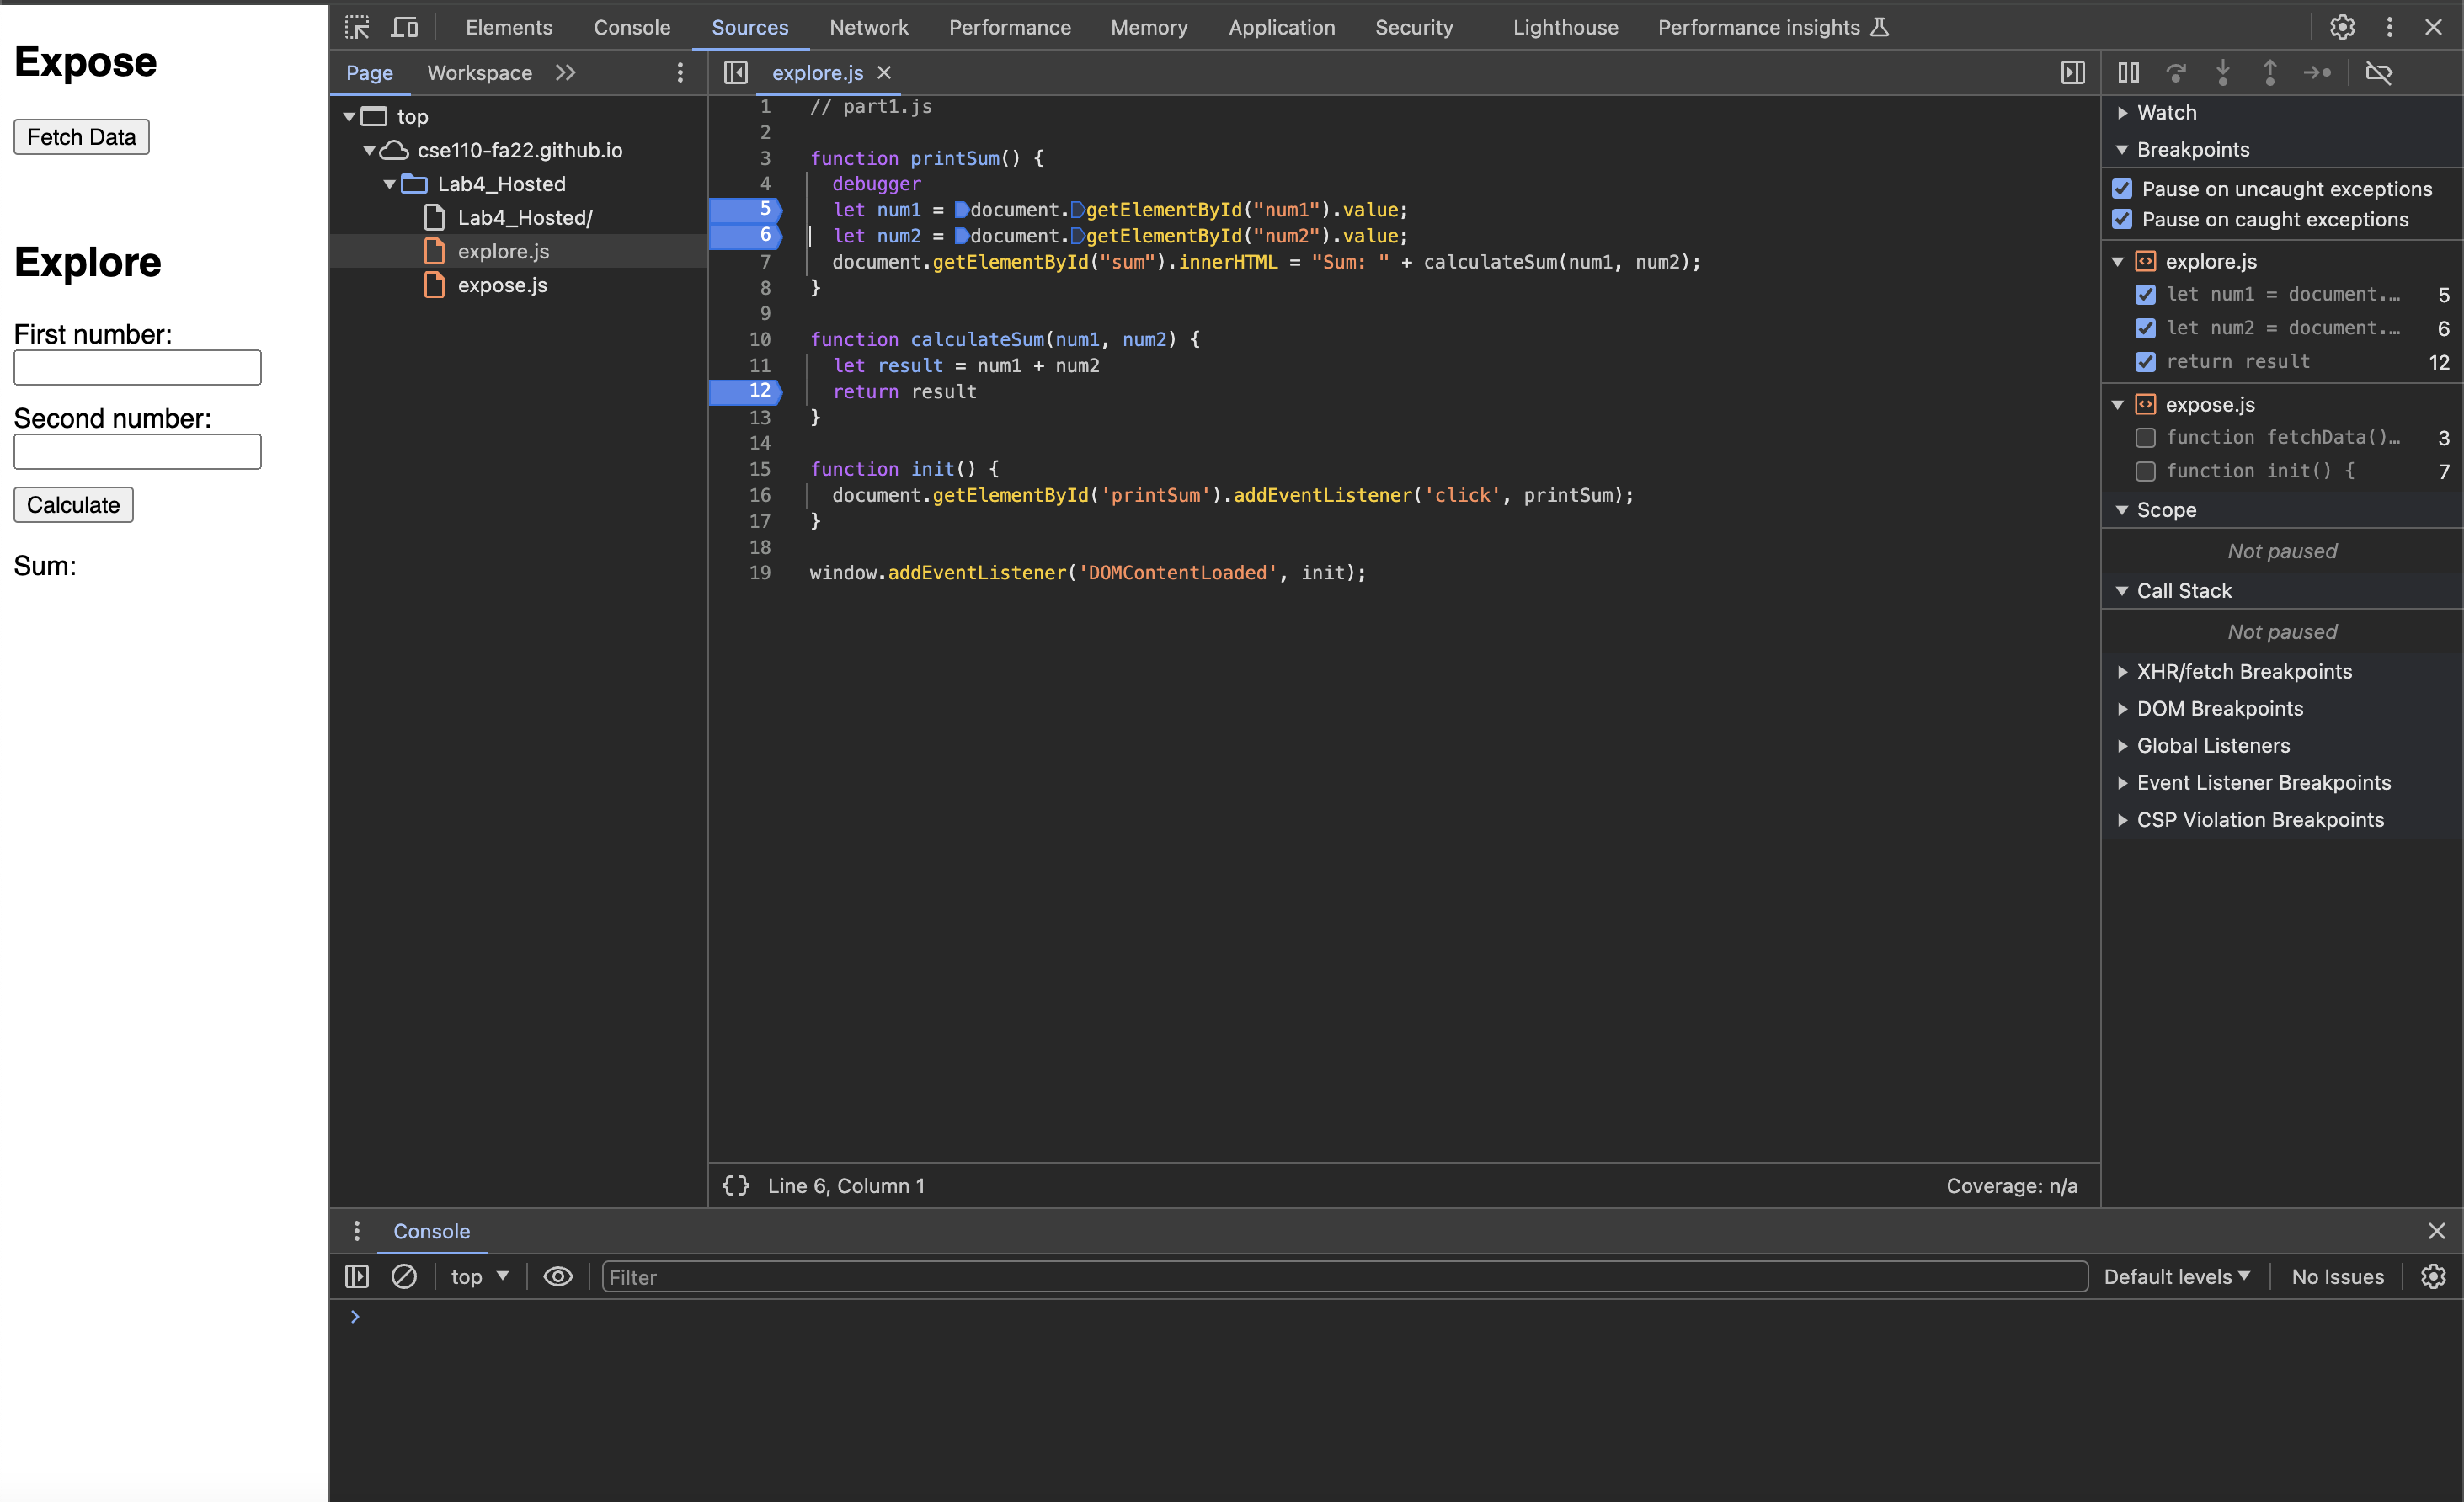 Expose
Fetch Data
Explore
First number:
Second number:
Calculate
Sum:
Elements Console Sources Network Performance Memory Application Security Lighthouse Performance insights
Page Workspace
top
cse110-fa22.github.io
Lab4_Hosted
Lab4_Hosted/
explore.js
expose.js
explore.js
1 // part1.js
2
3 function printSum() {
4 debugger
5 let num1 = document.getElementById("num1").value;
6 let num2 = document.getElementById("num2").value;
7 document.getElementById("sum").innerHTML = "Sum: " + calculateSum(num1, num2);
8 }
9
10 function calculateSum(num1, num2) {
11 let result = num1 + num2
12 return result
13 }
14
15 function init() {
16 document.getElementById('printSum').addEventListener('click', printSum);
17 }
18
19 window.addEventListener('DOMContentLoaded', init);
{} Line 6, Column 1 Coverage: n/a
Watch
Breakpoints
Pause on uncaught exceptions
Pause on caught exceptions
explore.js
let num1 = document.… 5
let num2 = document.… 6
return result 12
expose.js
function fetchData()… 3
function init() { 7
Scope
Not paused
Call Stack
Not paused
XHR/fetch Breakpoints
DOM Breakpoints
Global Listeners
Event Listener Breakpoints
CSP Violation Breakpoints
Console
top Filter Default levels No Issues